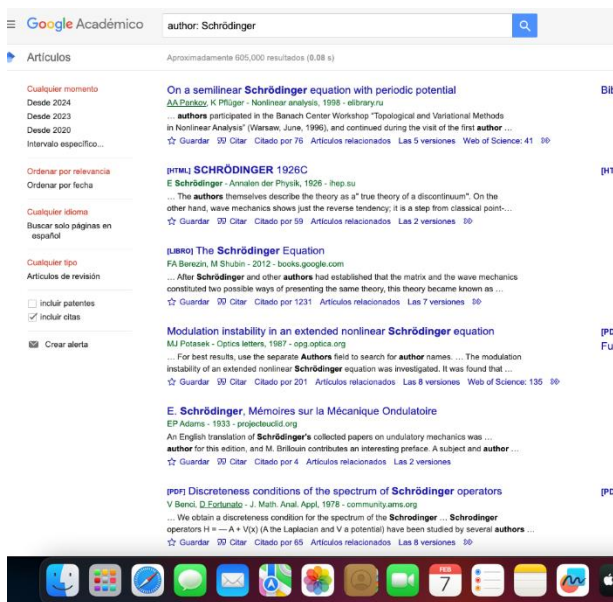 Google Académico
author: Schrödinger
Artículos
Aproximadamente 605,000 resultados (0.08 s)
Cualquier momento
Desde 2024
Desde 2023
Desde 2020
Intervalo específico...
Ordenar por relevancia
Ordenar por fecha
Cualquier idioma
Buscar solo páginas en
español
Cualquier tipo
Artículos de revisión
incluir patentes
incluir citas
Crear alerta
On a semilinear Schrödinger equation with periodic potential
AA Pankov, K Pflüger - Nonlinear analysis, 1998 - elibrary.ru
... authors participated in the Banach Center Workshop "Topological and Variational Methods
in Nonlinear Analysis" (Warsaw, June, 1996), and continued during the visit of the first author ...
Guardar Citar Citado por 76 Artículos relacionados Las 5 versiones Web of Science: 41
[HTML] SCHRÖDINGER 1926C
E Schrödinger - Annalen der Physik, 1926 - ihep.su
... The authors themselves describe the theory as a" true theory of a discontinuum". On the
other hand, wave mechanics shows just the reverse tendency; it is a step from classical point-...
Guardar Citar Citado por 59 Artículos relacionados Las 2 versiones
[LIBRO] The Schrödinger Equation
FA Berezin, M Shubin - 2012 - books.google.com
... After Schrödinger and other authors had established that the matrix and the wave mechanics
constituted two possible ways of presenting the same theory, this theory became known as ...
Guardar Citar Citado por 1231 Artículos relacionados Las 7 versiones
Modulation instability in an extended nonlinear Schrödinger equation
MJ Potasek - Optics letters, 1987 - opg.optica.org
... For best results, use the separate Authors field to search for author names. ... The modulation
instability of an extended nonlinear Schrödinger equation was investigated. It was found that ...
Guardar Citar Citado por 201 Artículos relacionados Las 8 versiones Web of Science: 135
E. Schrödinger, Mémoires sur la Mécanique Ondulatoire
EP Adams - 1933 - projecteuclid.org
An English translation of Schrödinger's collected papers on undulatory mechanics was ...
author for this edition, and M. Brillouin contributes an interesting preface. A subject and author ...
Guardar Citar Citado por 4 Artículos relacionados Las 2 versiones
[PDF] Discreteness conditions of the spectrum of Schrödinger operators
V Benci, D Fortunato - J. Math. Anal. Appl, 1978 - community.ams.org
... We obtain a discreteness condition for the spectrum of the Schrodinger ... Schrodinger
operators H = — A + V(x) (A the Laplacian and V a potential) have been studied by several authors ...
Guardar Citar Citado por 65 Artículos relacionados Las 8 versiones
FEB
7